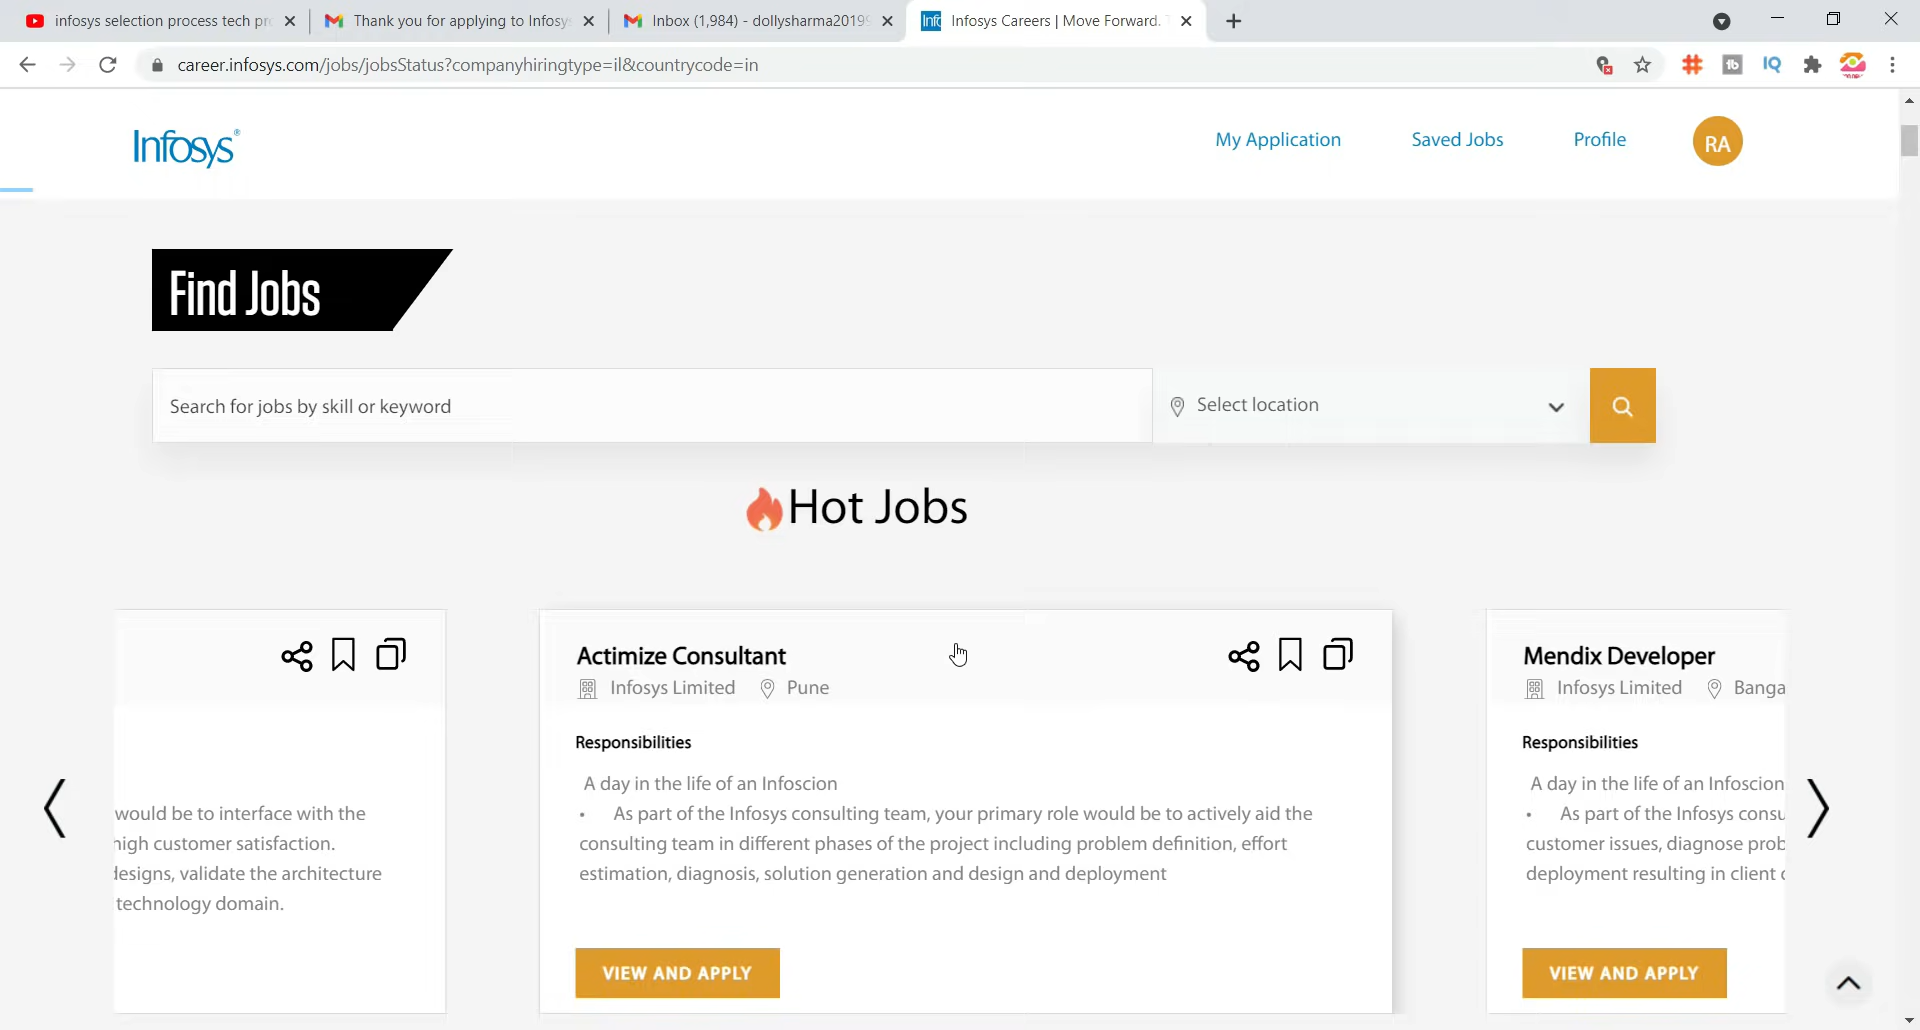 infosys selection process tech pr
Thank you for applying to Infosy
Inbox (1,984) - dollysharma2019
Infosys Careers | Move Forward. T
career.infosys.com/jobs/jobsStatus?companyhiringtype=il&countrycode=in
Infosys®
My Application
Saved Jobs
Profile
RA
Find Jobs
Search for jobs by skill or keyword
Select location
Hot Jobs
would be to interface with the
high customer satisfaction.
designs, validate the architecture
technology domain.
Actimize Consultant
Infosys Limited Pune
Responsibilities
A day in the life of an Infoscion
• As part of the Infosys consulting team, your primary role would be to actively aid the
consulting team in different phases of the project including problem definition, effort
estimation, diagnosis, solution generation and design and deployment
VIEW AND APPLY
Mendix Developer
Infosys Limited Banga
Responsibilities
A day in the life of an Infoscion
• As part of the Infosys consu
customer issues, diagnose prob
deployment resulting in client
VIEW AND APPLY